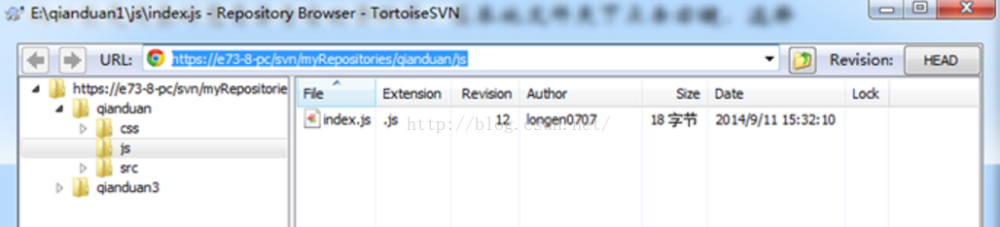 E:\qianduan1\js\index.js - Repository Browser - TortoiseSVN
URL: https://e73-8-pc/svn/myRepositories/qianduan/js Revision: HEAD
https://e73-8-pc/svn/myRepositorie
qianduan
css
js
src
qianduan3
File Extension Revision Author Size Date Lock
index.js .js 12 longen0707 18 字节 2014/9/11 15:32:10
http://blog.csdn.net/